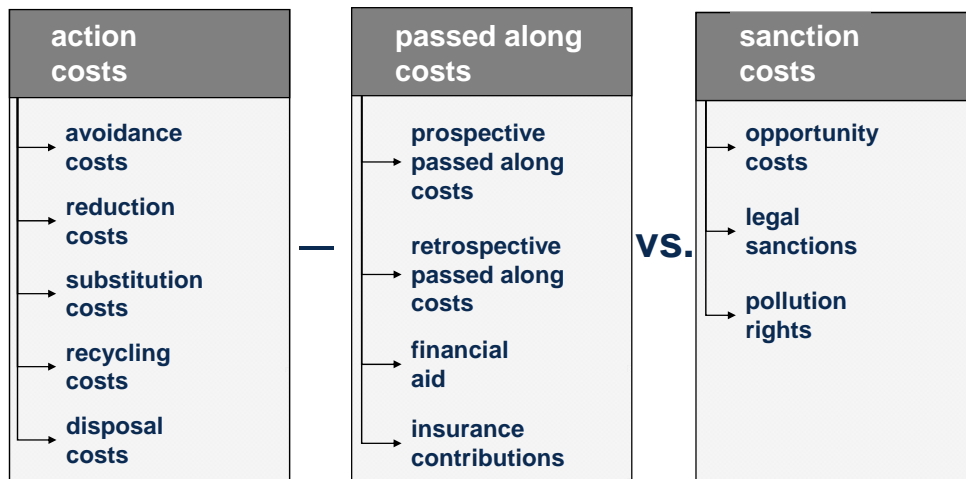 action
costs
avoidance
costs
reduction
costs
substitution
costs
recycling
costs
disposal
costs
—
passed along
costs
prospective
passed along
costs
retrospective
passed along
costs
financial
aid
insurance
contributions
vs.
sanction
costs
opportunity
costs
legal
sanctions
pollution
rights